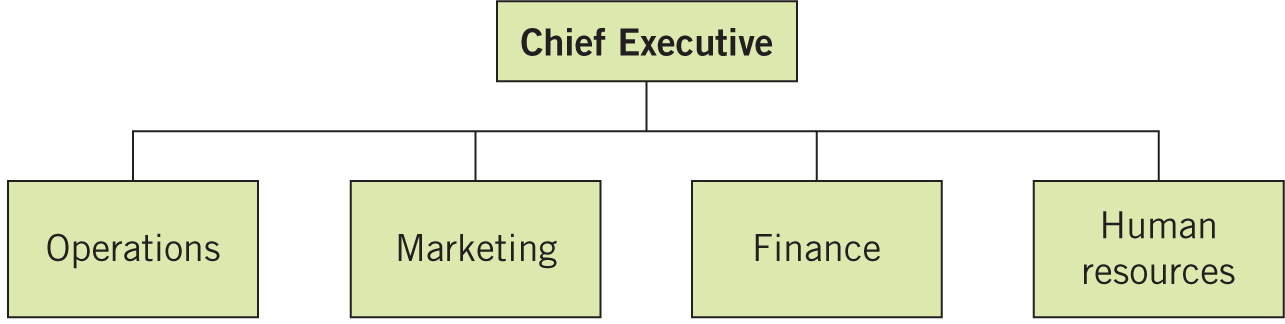 Chief Executive
Operations
Marketing
Finance
Human
resources